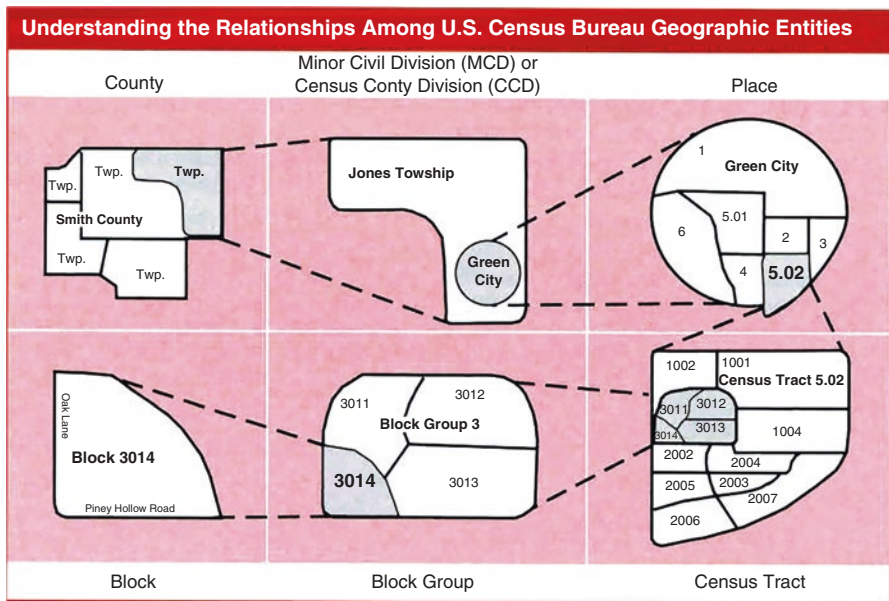 Understanding the Relationships Among U.S. Census Bureau Geographic Entities
County
Minor Civil Division (MCD) or
Census Conty Division (CCD)
Place
Twp.
Twp.
Twp.
Smith County
Twp.
Twp.
Jones Towship
Green
City
1
Green City
5.01
6
2
3
4
5.02
Oak Lane
Block 3014
Piney Hollow Road
3011
3012
Block Group 3
3014
3013
1002
1001
Census Tract 5.02
3011
3012
3014
3013
1004
2002
2004
2005
2003
2007
2006
Block
Block Group
Census Tract